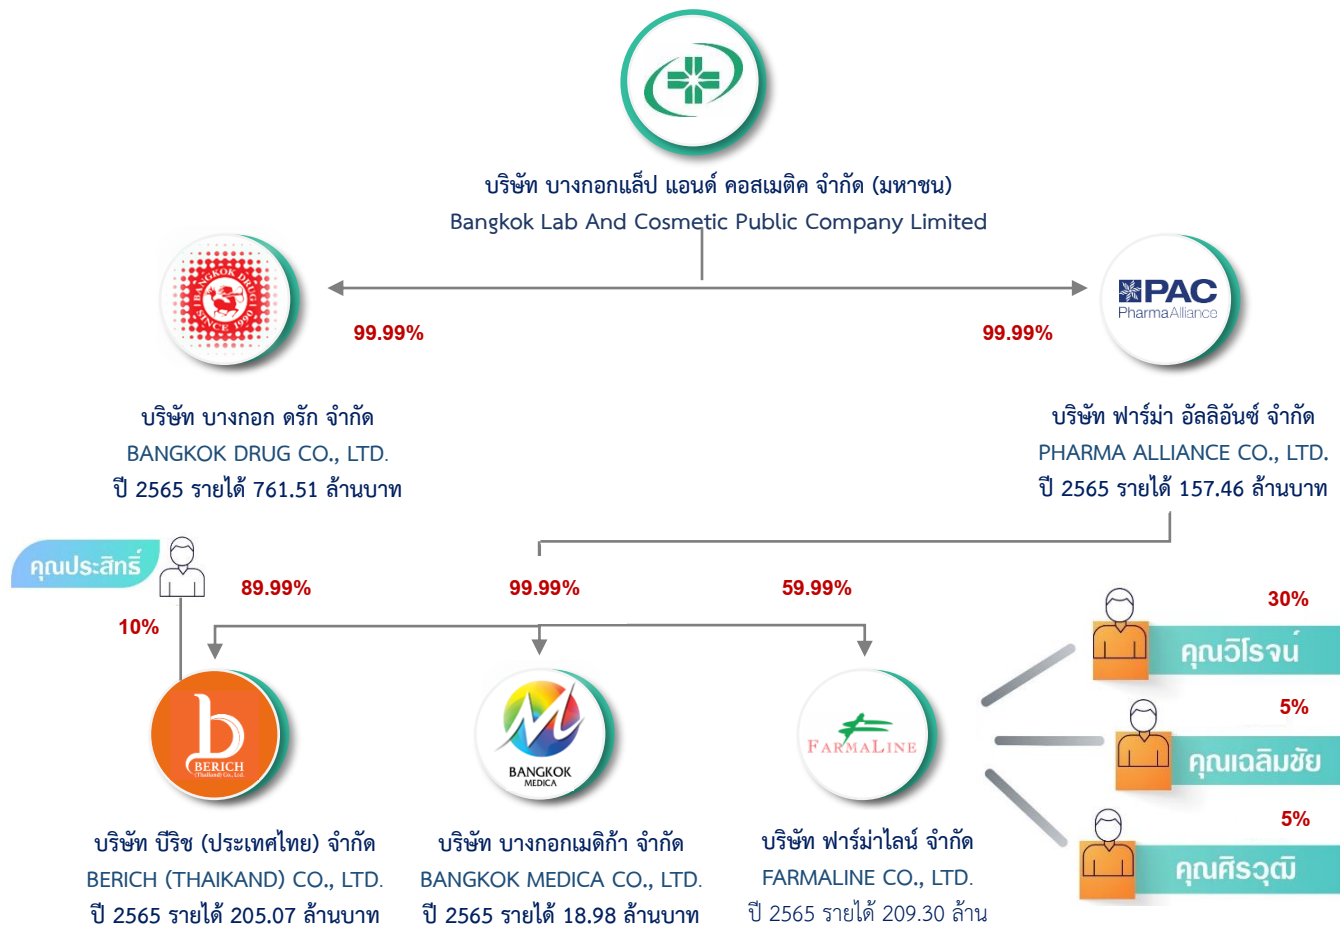 บริษัท บางกอกแล็ป แอนด์ คอสเมติค จำกัด (มหาชน)
Bangkok Lab And Cosmetic Public Company Limited
BANGKOK DRUG
SINCE 1990
PAC
PharmaAlliance
99.99%
99.99%
บริษัท บางกอก ดรัก จำกัด
BANGKOK DRUG CO., LTD.
ปี 2565 รายได้ 761.51 ล้านบาท
บริษัท ฟาร์ม่า อัลลิอันซ์ จำกัด
PHARMA ALLIANCE CO., LTD.
ปี 2565 รายได้ 157.46 ล้านบาท
คุณประสิทธิ์
10%
89.99%
99.99%
59.99%
30%
คุณวิโรจน์
5%
คุณเฉลิมชัย
5%
คุณศิรวุฒิ
b
BERICH
(Thailand) Co., Ltd.
M
BANGKOK
MEDICA
FARMALINE
บริษัท บีริช (ประเทศไทย) จำกัด
BERICH (THAIKAND) CO., LTD.
ปี 2565 รายได้ 205.07 ล้านบาท
บริษัท บางกอกเมดิก้า จำกัด
BANGKOK MEDICA CO., LTD.
ปี 2565 รายได้ 18.98 ล้านบาท
บริษัท ฟาร์ม่าไลน์ จำกัด
FARMALINE CO., LTD.
ปี 2565 รายได้ 209.30 ล้าน